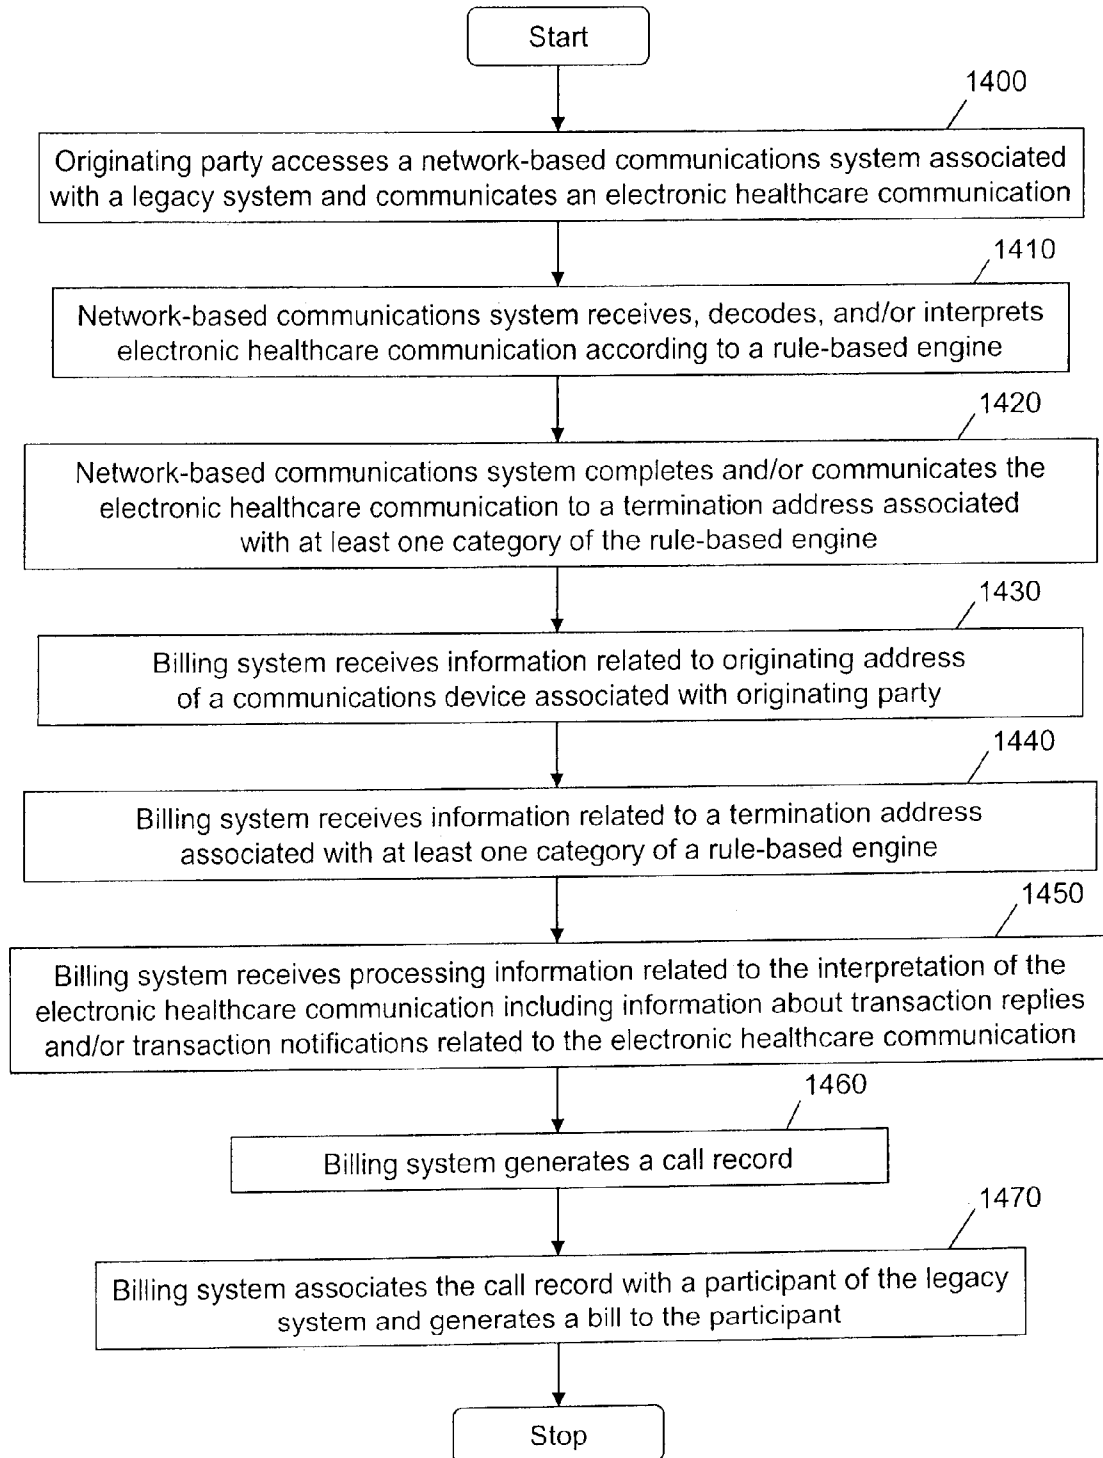 Start
1400
Originating party accesses a network-based communications system associated
with a legacy system and communicates an electronic healthcare communication
1410
Network-based communications system receives, decodes, and/or interprets
electronic healthcare communication according to a rule-based engine
1420
Network-based communications system completes and/or communicates the
electronic healthcare communication to a termination address associated
with at least one category of the rule-based engine
1430
Billing system receives information related to originating address
of a communications device associated with originating party
1440
Billing system receives information related to a termination address
associated with at least one category of a rule-based engine
1450
Billing system receives processing information related to the interpretation of the
electronic healthcare communication including information about transaction replies
and/or transaction notifications related to the electronic healthcare communication
1460
Billing system generates a call record
1470
Billing system associates the call record with a participant of the legacy
system and generates a bill to the participant
Stop